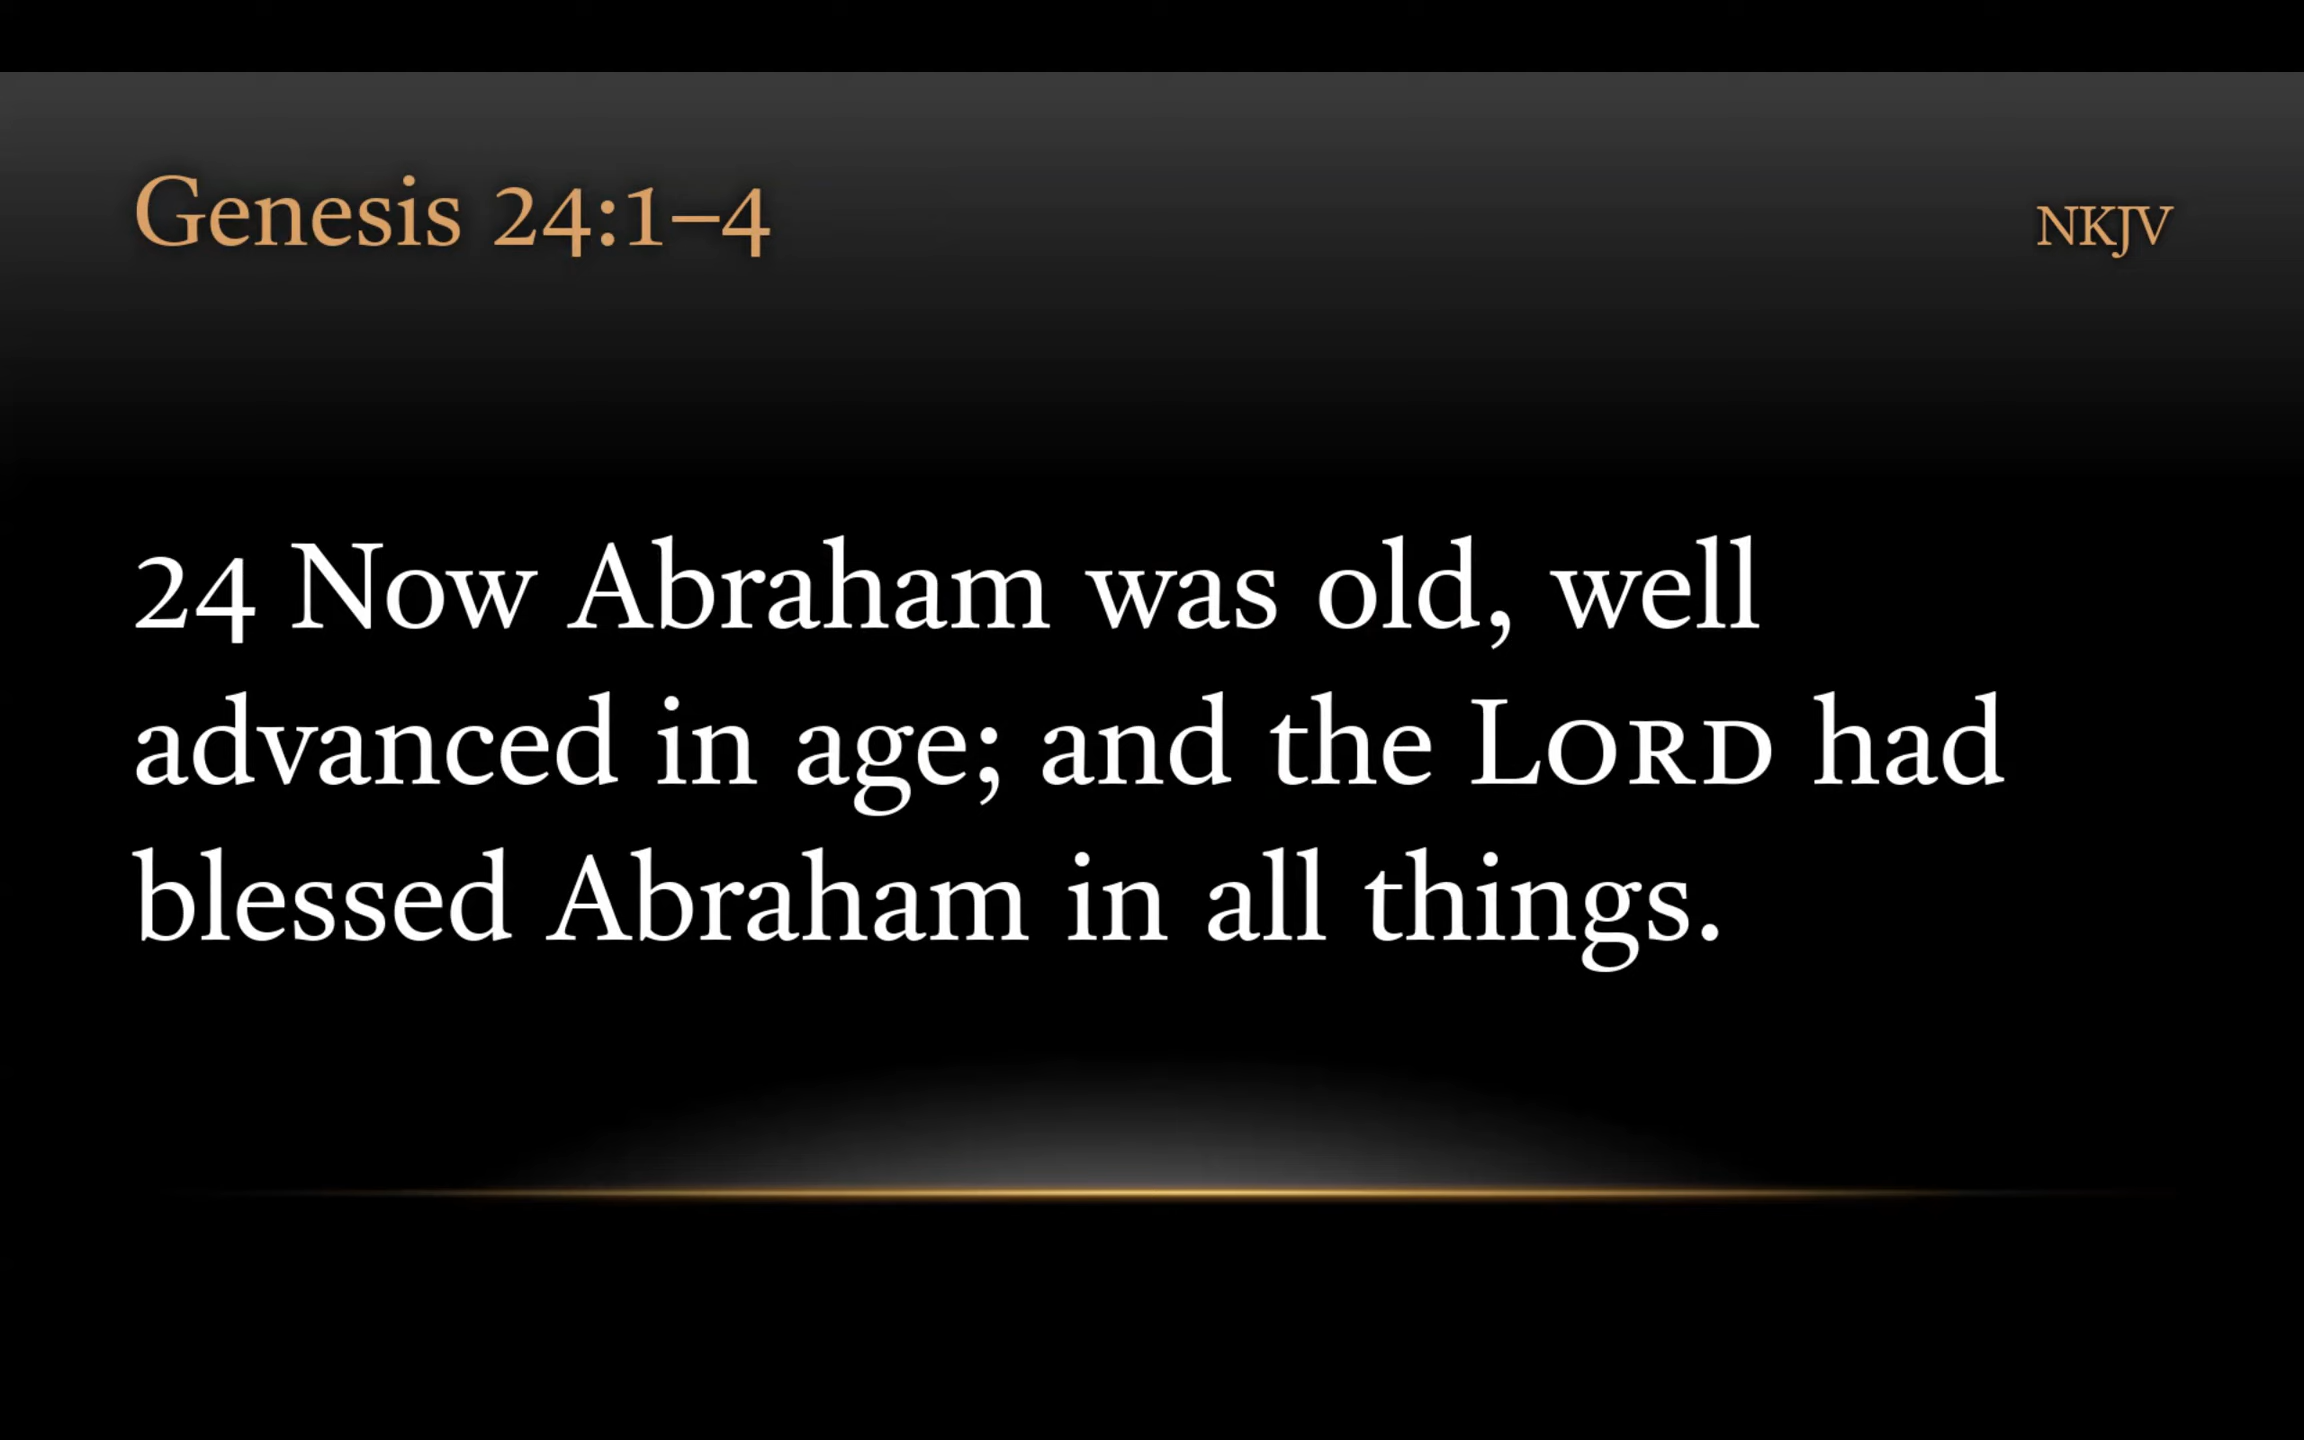 Genesis 24:1–4
NKJV
24 Now Abraham was old, well
advanced in age; and the LORD had
blessed Abraham in all things.